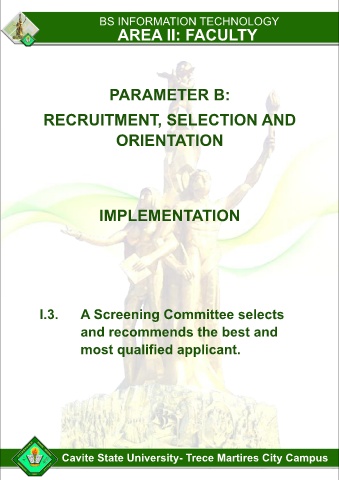 BS INFORMATION TECHNOLOGY
AREA II: FACULTY
PARAMETER B:
RECRUITMENT, SELECTION AND
ORIENTATION
IMPLEMENTATION
I.3. A Screening Committee selects
and recommends the best and
most qualified applicant.
Cavite State University- Trece Martires City Campus